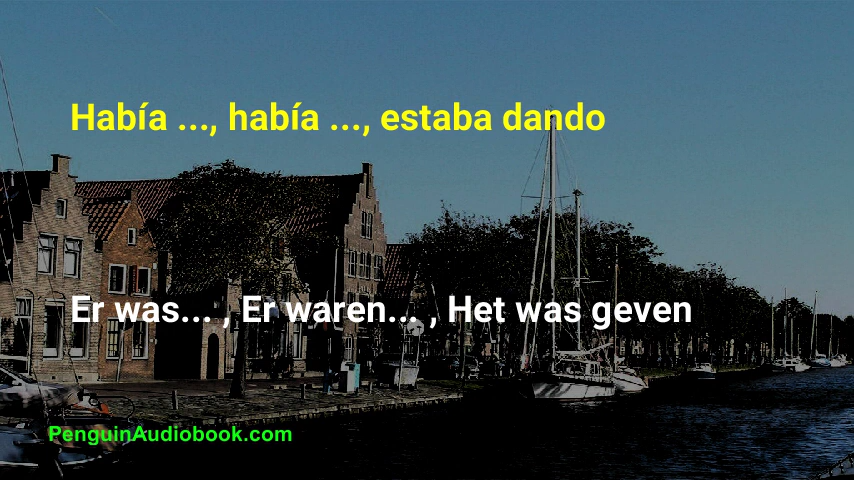 Había ..., había ..., estaba dando
Er was... , Er waren... , Het was geven
PenguinAudiobook.com